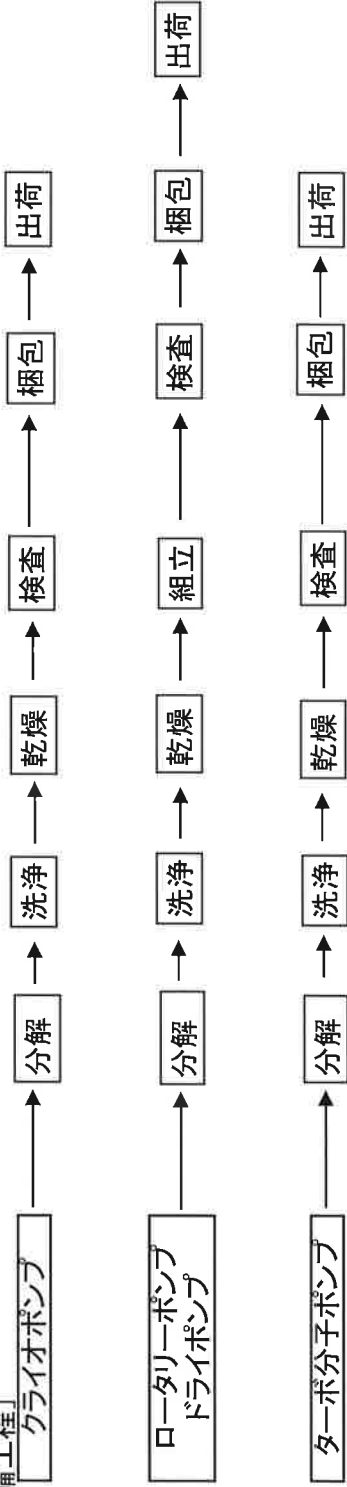 用工程」
クライオポンプ
分解
洗浄
乾燥
検査
梱包
出荷
ロータリーポンプ
ドライポンプ
分解
洗浄
乾燥
組立
検査
梱包
出荷
ターボ分子ポンプ
分解
洗浄
乾燥
検査
梱包
出荷